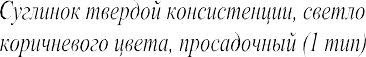 Суглинок твердой консистенции, светло
коричневого цвета, просадочный (1 тип)